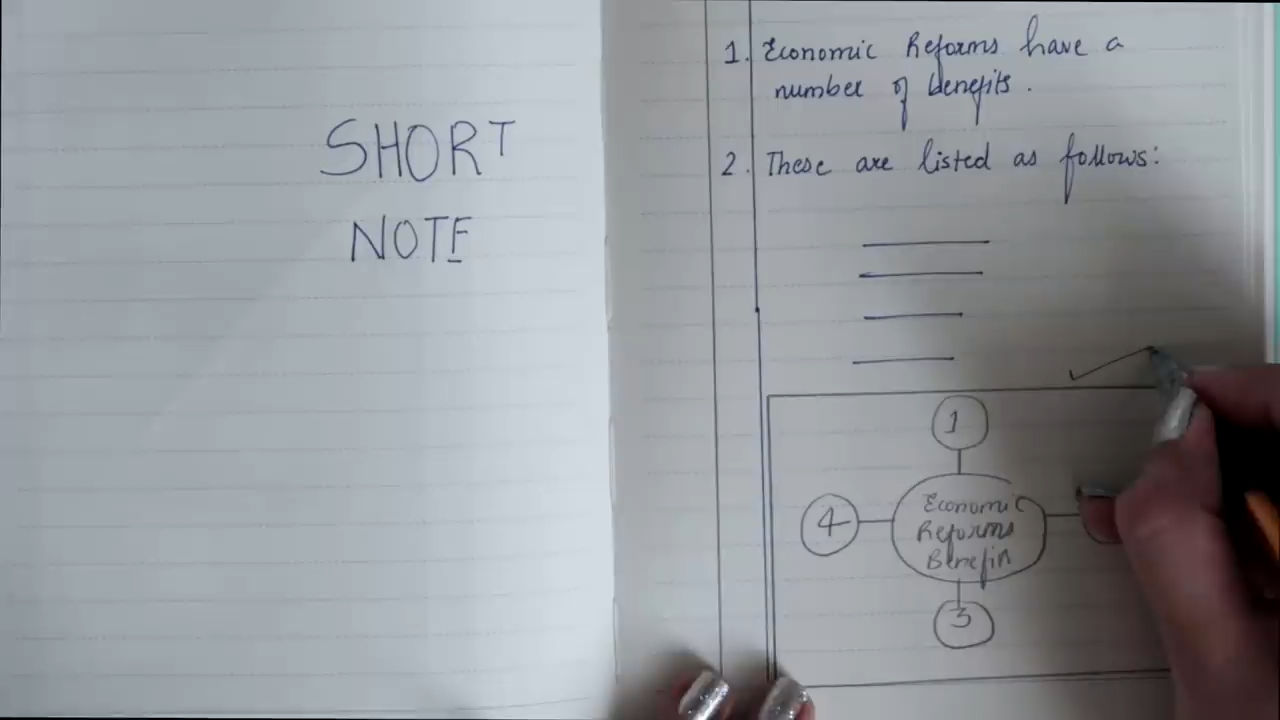 SHORT
NOTE
1. Economic Reforms have a
number of benefits.
2. These are listed as follows:
1
4
Economic
Reforms
Benefits
3